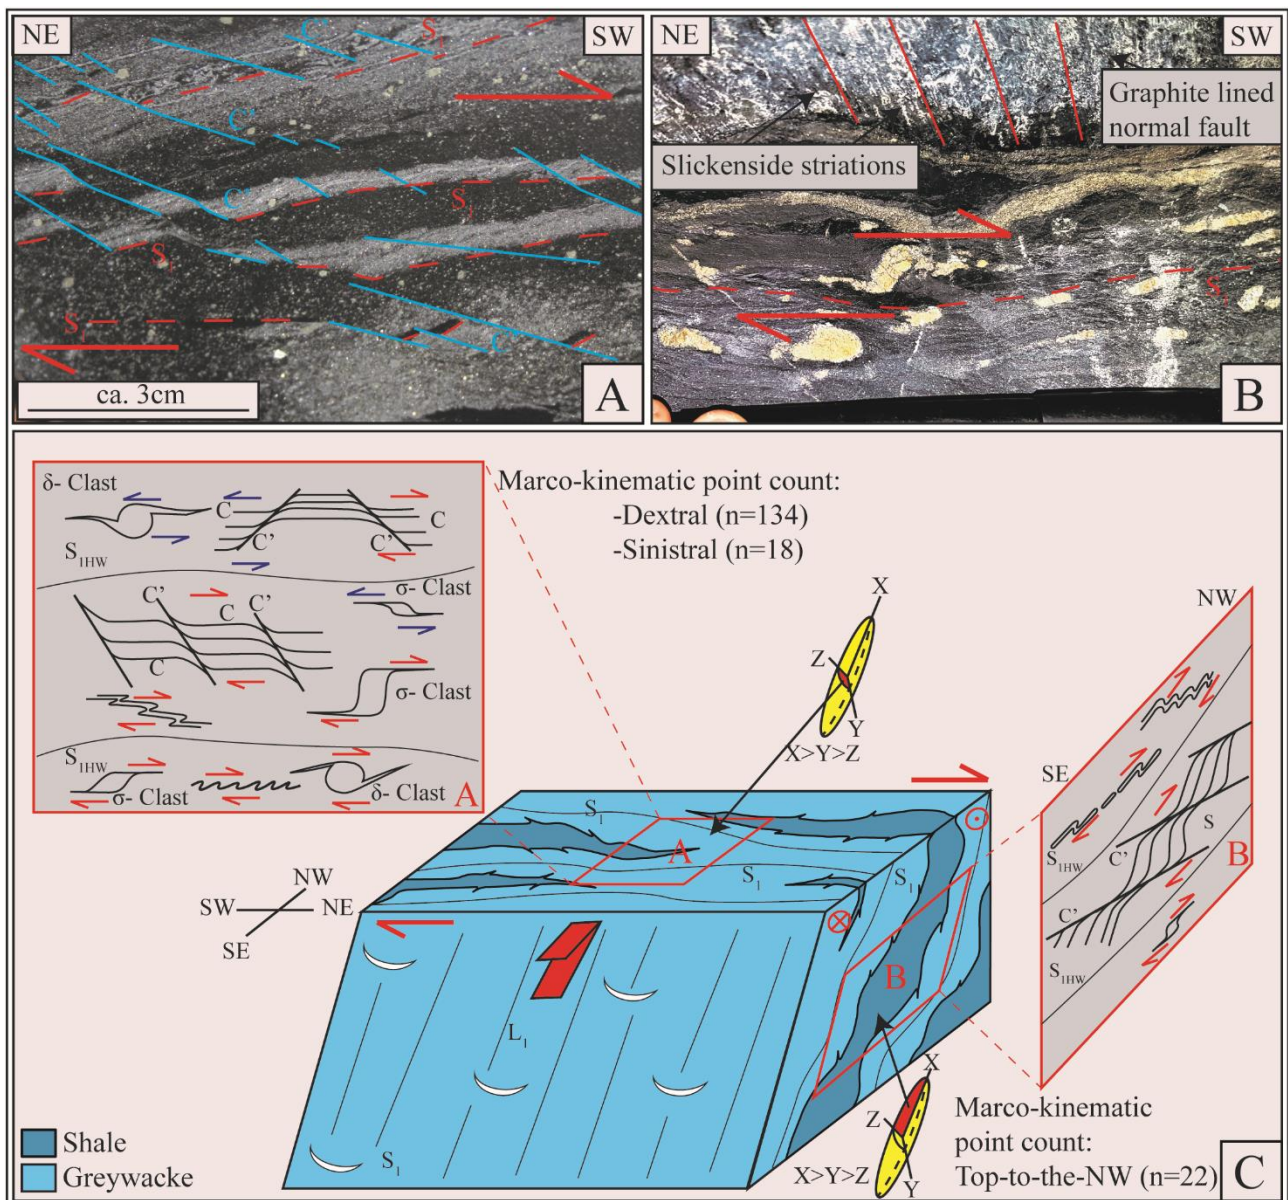 NE
C'
S₁
SW
C'
C'
S₁
S₁
S₁
C'
ca. 3cm
A
NE
SW
Graphite lined
normal fault
Slickenside striations
S₁
B
Marco-kinematic point count:
-Dextral (n=134)
-Sinistral (n=18)
δ- Clast
C
C
C'
C'
S1HW
σ- Clast
C'
C
C'
C
σ- Clast
S1HW
σ- Clast
δ- Clast
A
X
Z
Y
X>Y>Z
NW
SE
S1HW
S
C'
B
C'
S1HW
S₁
A
S₁
S₁
NW
SW
NE
SE
B
L₁
S₁
X
Z
Y
X>Y>Z
Marco-kinematic
point count:
Top-to-the-NW (n=22)
Shale
Greywacke
C